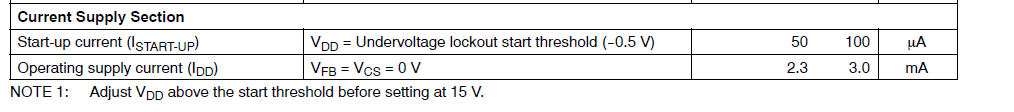 Current Supply Section
Start-up current (ISTART-UP) VDD = Undervoltage lockout start threshold (–0.5 V) 50 100 µA
Operating supply current (IDD) VFB = VCS = 0 V 2.3 3.0 mA
NOTE 1: Adjust VDD above the start threshold before setting at 15 V.